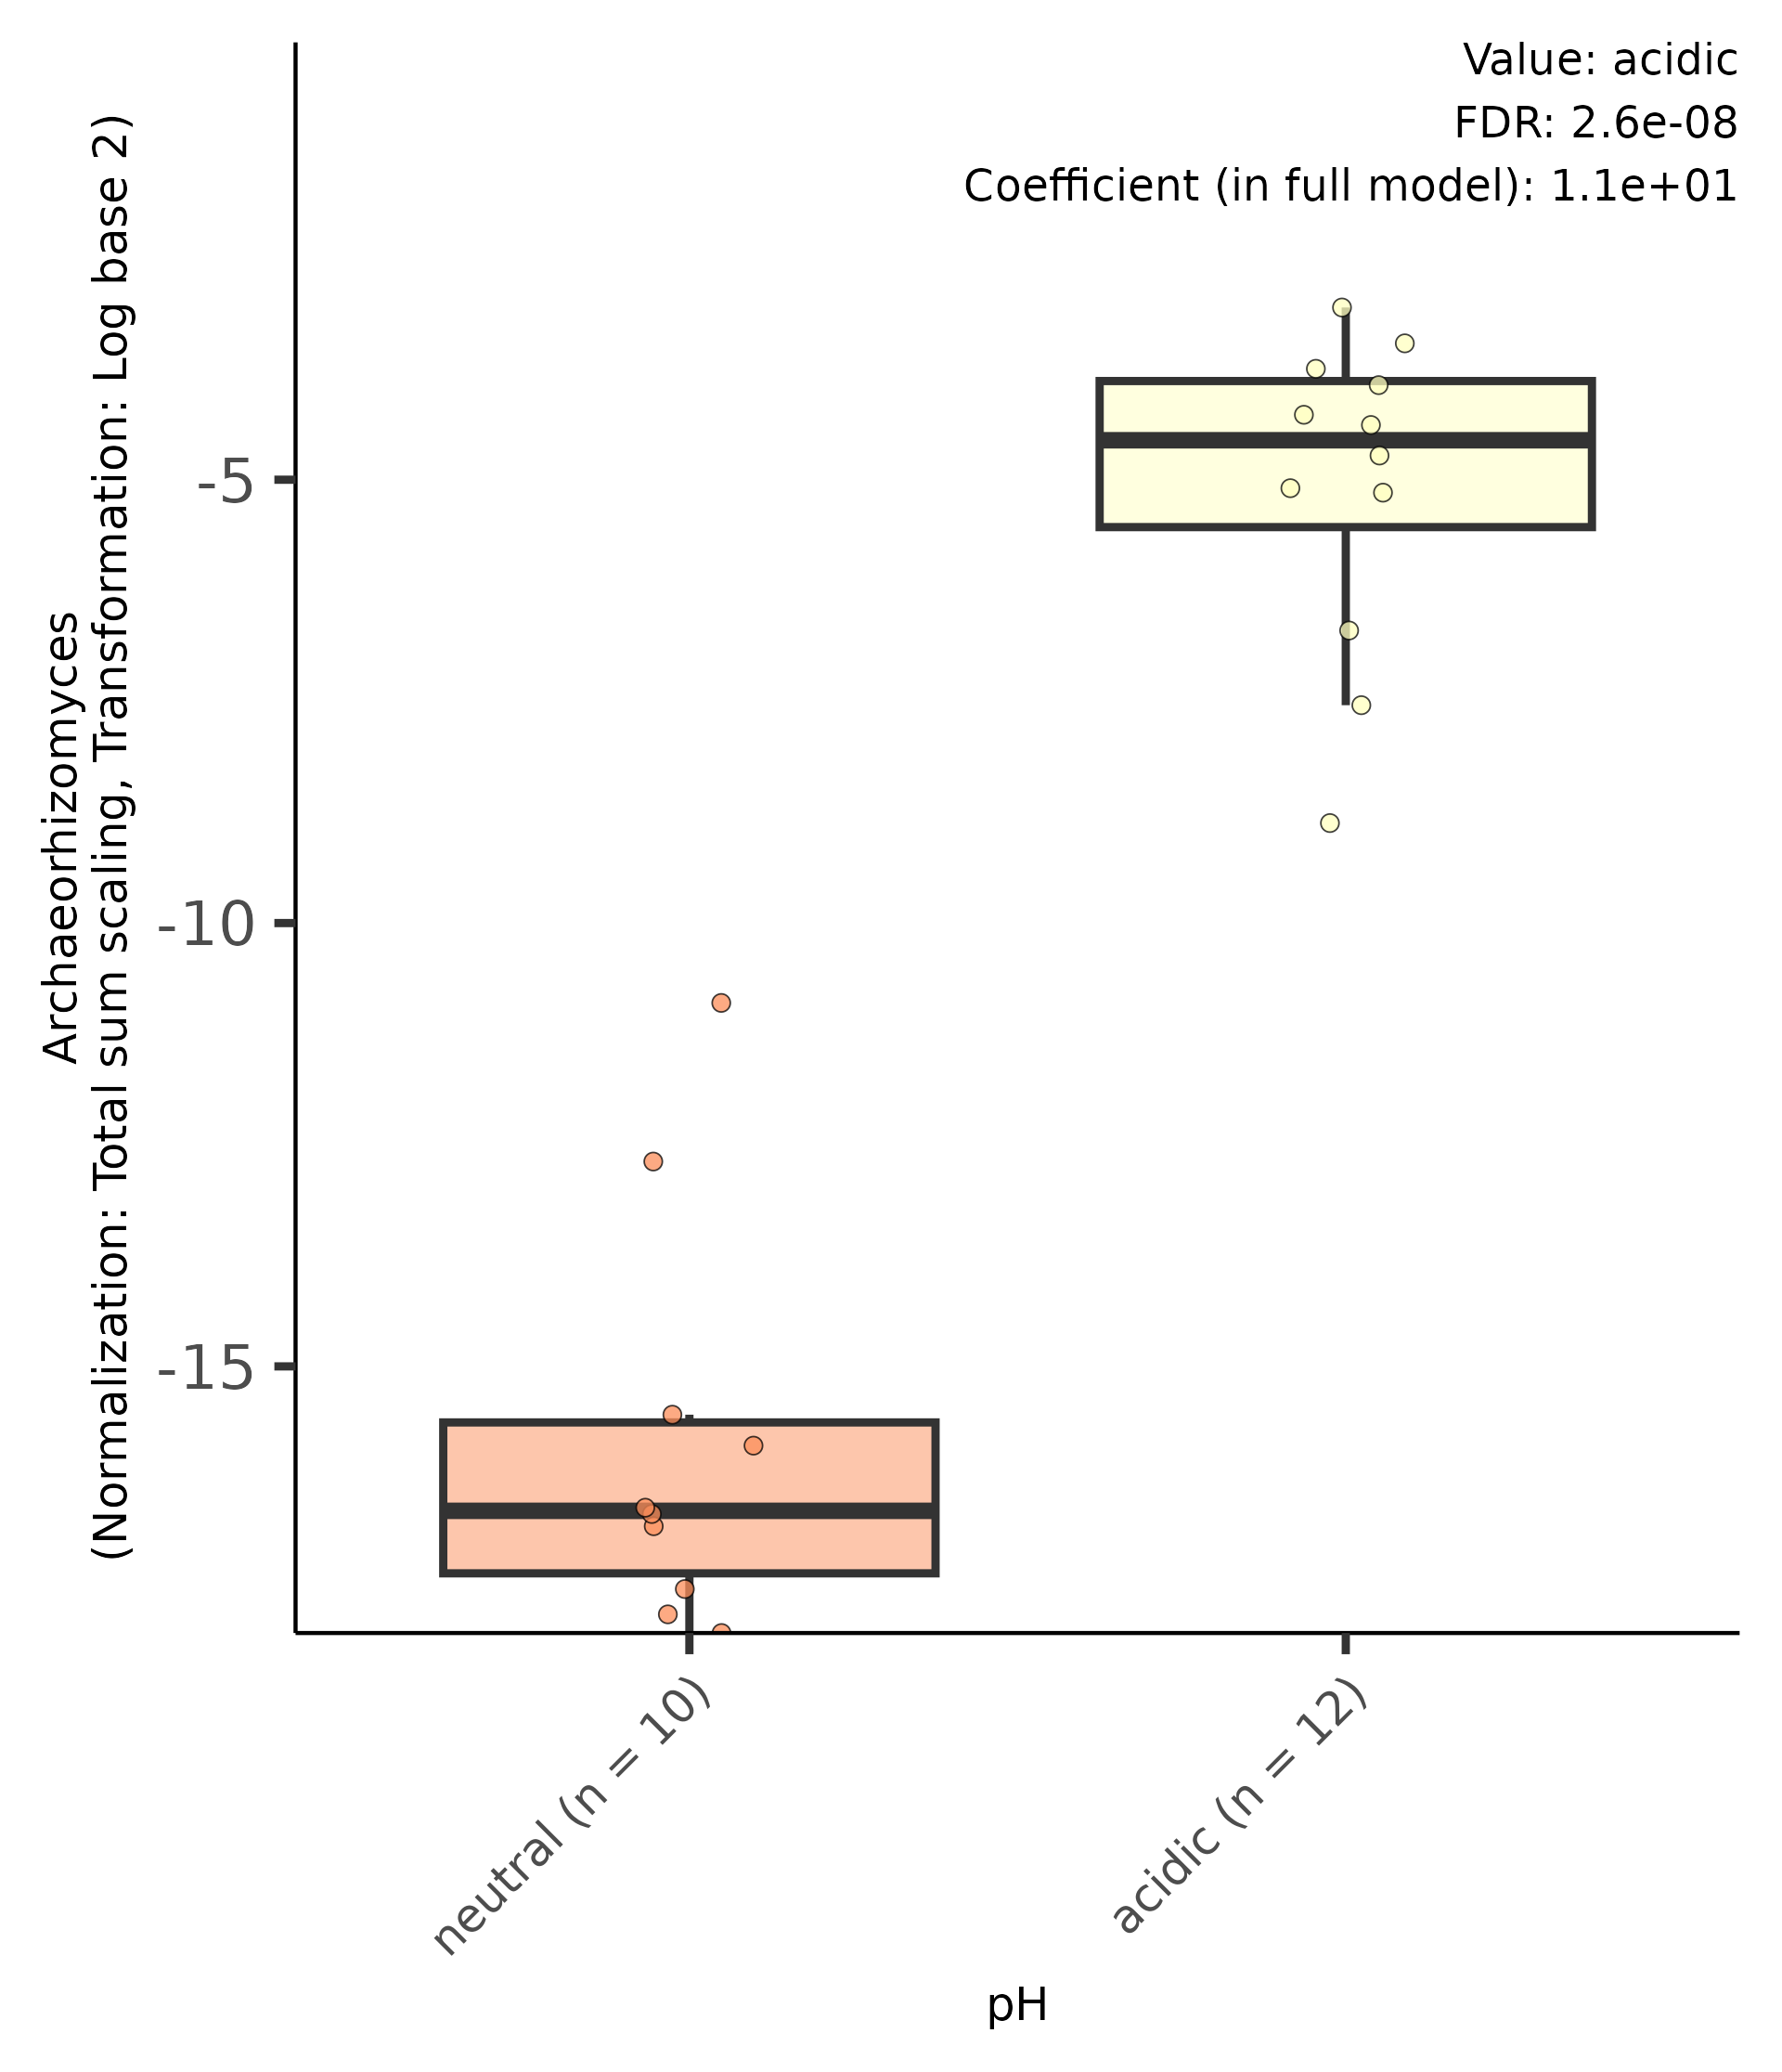 Value: acidic
FDR: 2.6e-08
Coefficient (in full model): 1.1e+01
Archaeorhizomyces
(Normalization: Total sum scaling, Transformation: Log base 2)
-5
-10
-15
neutral (n = 10)
acidic (n = 12)
pH